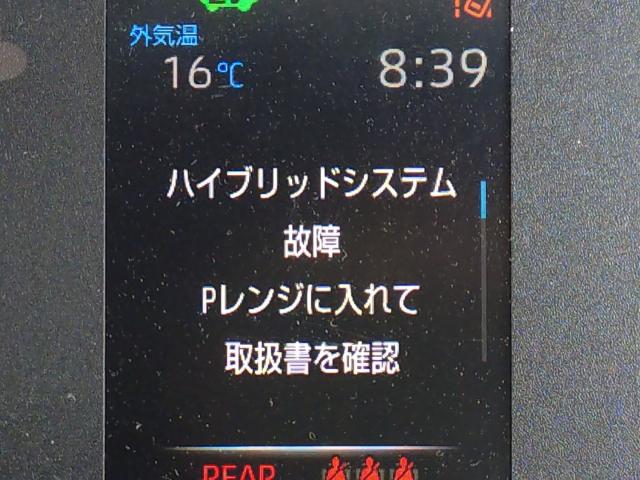 外気温
16℃
8:39
ハイブリッドシステム
故障
Pレンジに入れて
取扱書を確認
REAR